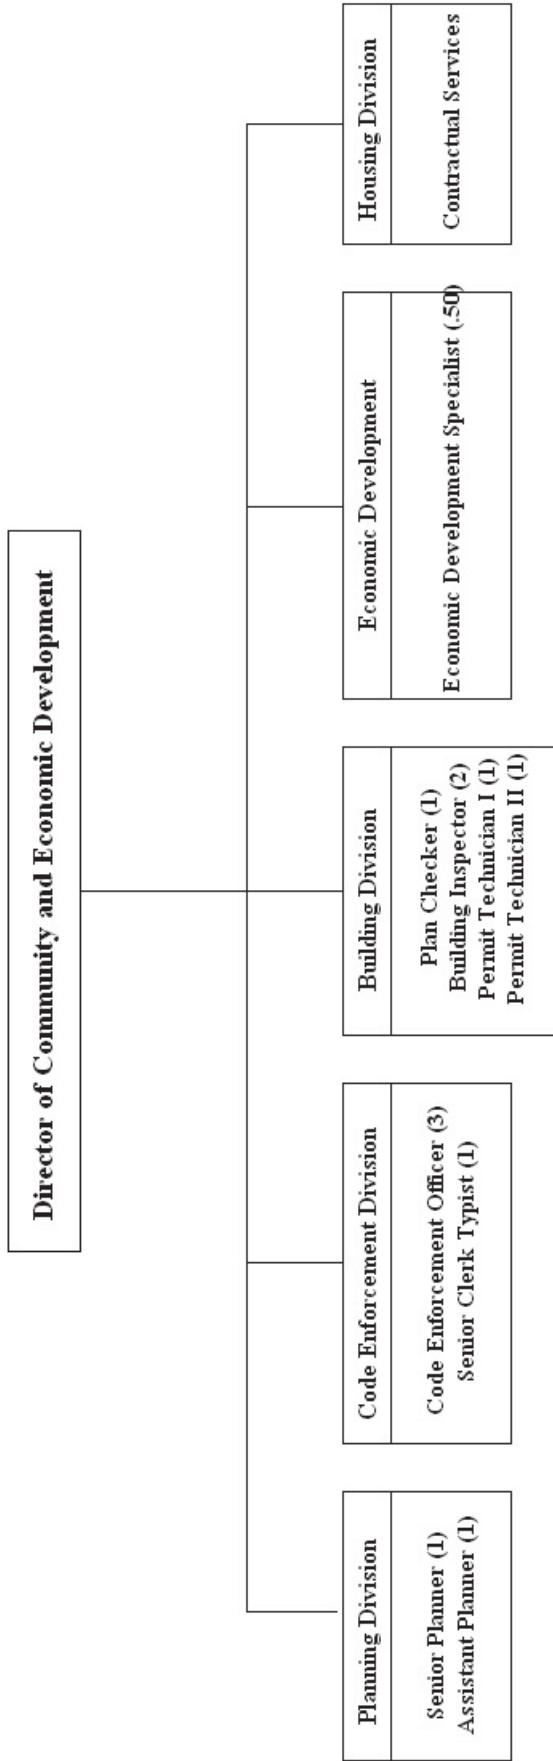 Director of Community and Economic Development
Planning Division
Senior Planner (1)
Assistant Planner (1)
Code Enforcement Division
Code Enforcement Officer (3)
Senior Clerk Typist (1)
Building Division
Plan Checker (1)
Building Inspector (2)
Permit Technician I (1)
Permit Technician II (1)
Economic Development
Economic Development Specialist (.50)
Housing Division
Contractual Services